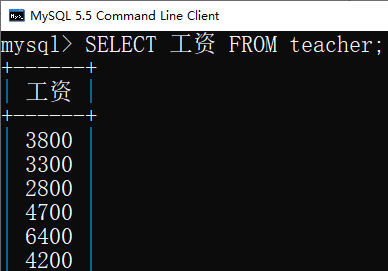 MySQL 5.5 Command Line Client
mysql> SELECT 工资 FROM teacher;
+------+
| 工资 |
+------+
| 3800 |
| 3300 |
| 2800 |
| 4700 |
| 6400 |
| 4200 |